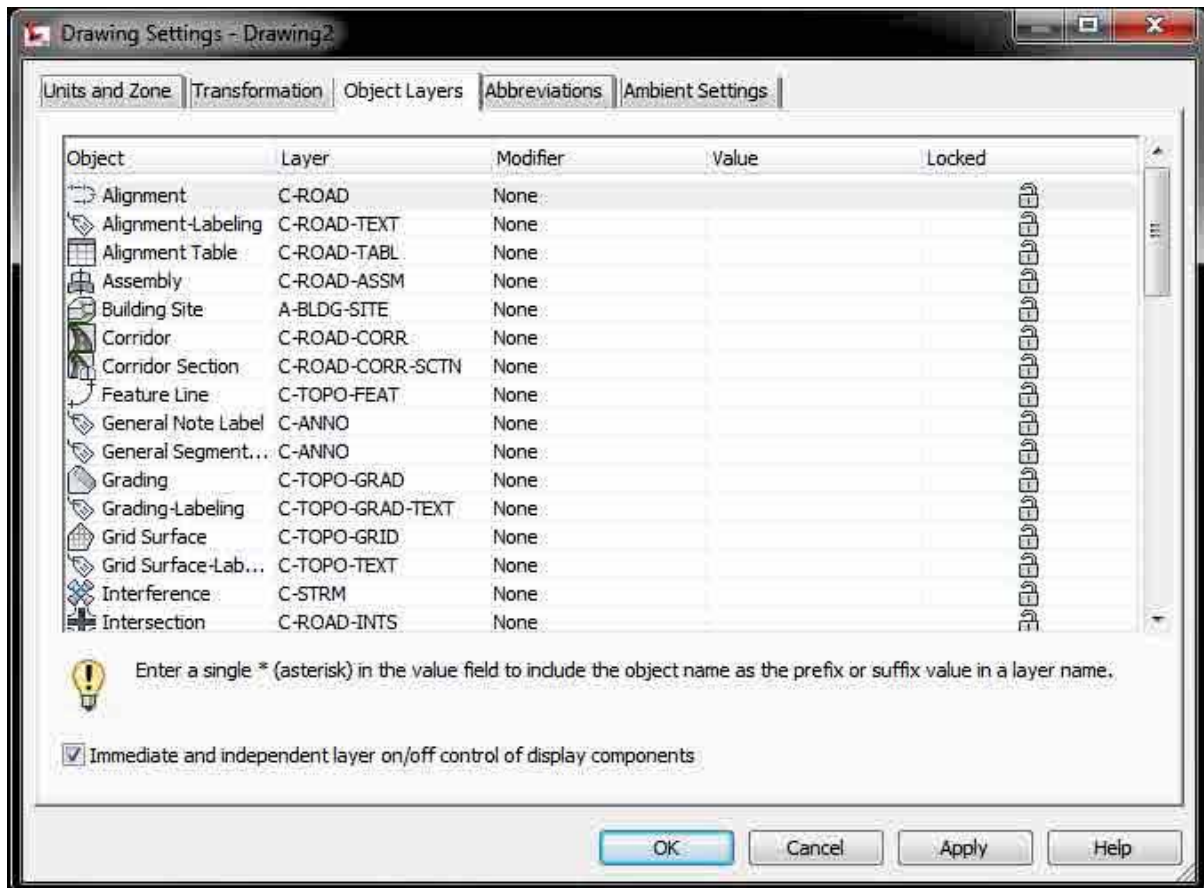 Drawing Settings - Drawing2
Units and Zone Transformation Object Layers Abbreviations Ambient Settings
Object Layer Modifier Value Locked
Alignment C-ROAD None
Alignment-Labeling C-ROAD-TEXT None
Alignment Table C-ROAD-TABL None
Assembly C-ROAD-ASSM None
Building Site A-BLDG-SITE None
Corridor C-ROAD-CORR None
Corridor Section C-ROAD-CORR-SCTN None
Feature Line C-TOPO-FEAT None
General Note Label C-ANNO None
General Segment... C-ANNO None
Grading C-TOPO-GRAD None
Grading-Labeling C-TOPO-GRAD-TEXT None
Grid Surface C-TOPO-GRID None
Grid Surface-Lab... C-TOPO-TEXT None
Interference C-STRM None
Intersection C-ROAD-INTS None
Enter a single * (asterisk) in the value field to include the object name as the prefix or suffix value in a layer name.
Immediate and independent layer on/off control of display components
OK Cancel Apply Help